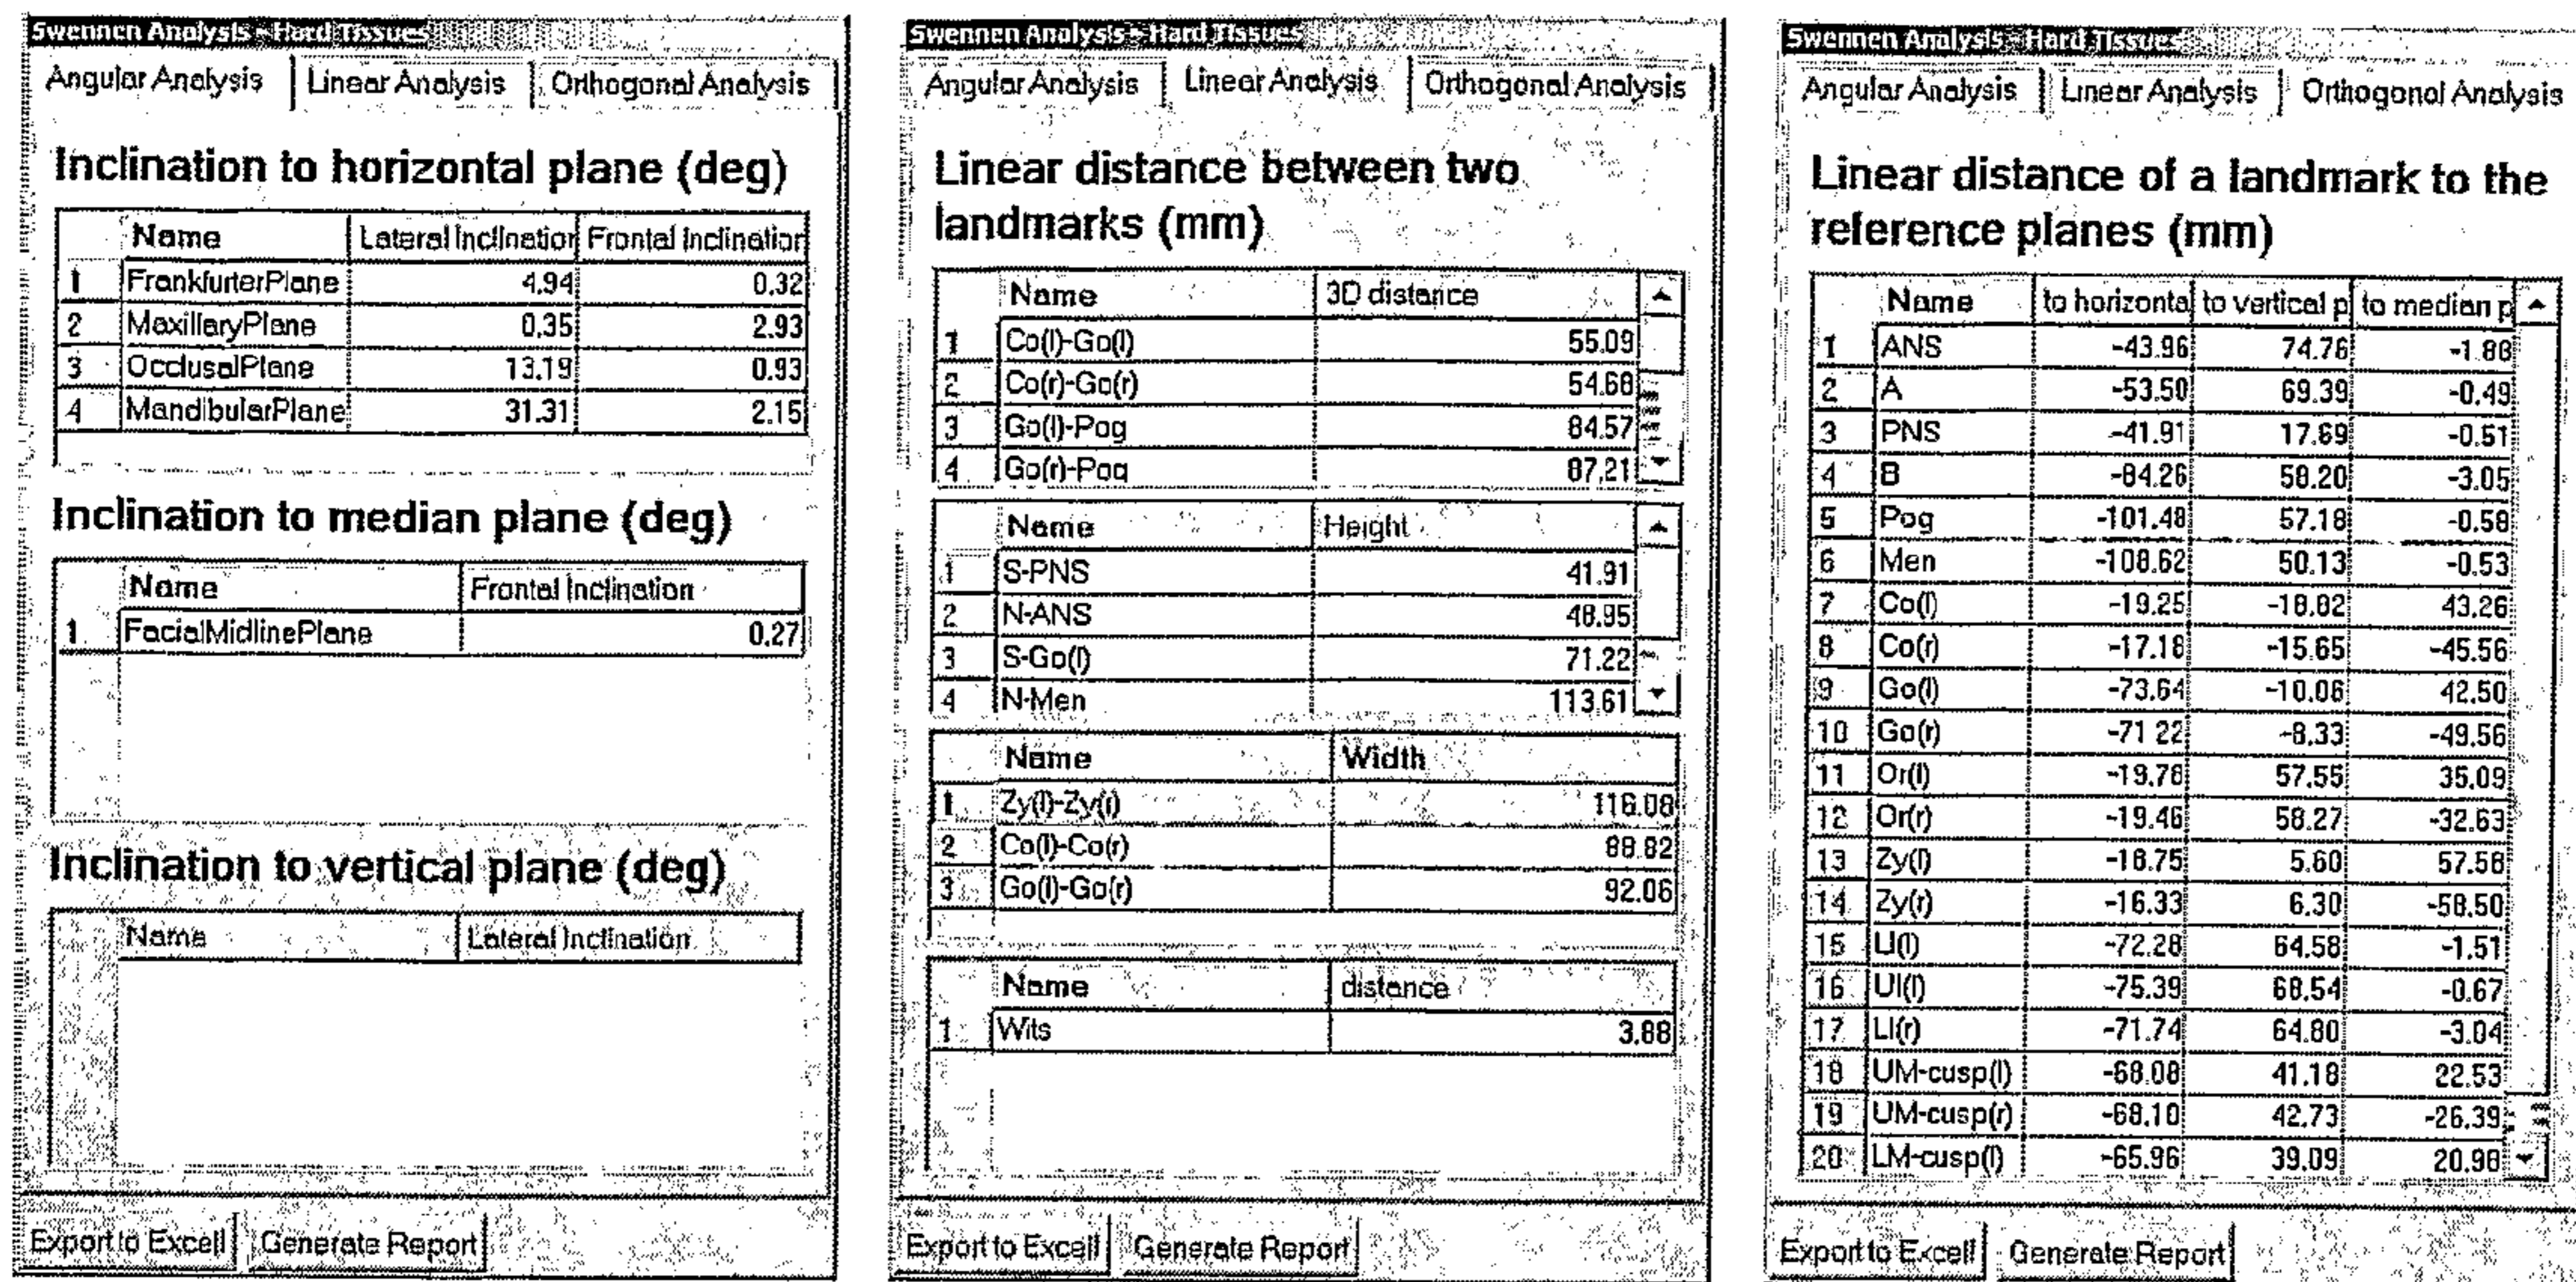 Swennen Analysis - Hard Tissues
Angular Analysis Linear Analysis Orthogonal Analysis
Inclination to horizontal plane (deg)
Name Lateral Inclination Frontal Inclination
1 FrankfurterPlane 4.94 0.32
2 MaxillaryPlane 0.35 2.93
3 OcclusalPlane 13.19 0.93
4 MandibularPlane 31.31 2.15
Inclination to median plane (deg)
Name Frontal Inclination
1 FacialMidlinePlane 0.27
Inclination to vertical plane (deg)
Name Lateral Inclination
Export to Excell Generate Report
Swennen Analysis - Hard Tissues
Angular Analysis Linear Analysis Orthogonal Analysis
Linear distance between two
landmarks (mm)
Name 3D distance
1 Co(l)-Go(l) 55.09
2 Co(r)-Go(r) 54.68
3 Go(l)-Pog 84.57
4 Go(r)-Pog 87.21
Name Height
1 S-PNS 41.91
2 N-ANS 48.95
3 S-Go(l) 71.22
4 N-Men 113.61
Name Width
1 Zy(l)-Zy(r) 116.08
2 Co(l)-Co(r) 88.82
3 Go(l)-Go(r) 92.06
Name distance
1 Wits 3.88
Export to Excell Generate Report
Swennen Analysis - Hard Tissues
Angular Analysis Linear Analysis Orthogonal Analysis
Linear distance of a landmark to the
reference planes (mm)
Name to horizonta to vertical p to median p
1 ANS -43.96 74.76 -1.88
2 A -53.50 69.39 -0.49
3 PNS -41.91 17.69 -0.51
4 B -84.26 58.20 -3.05
5 Pog -101.48 57.18 -0.58
6 Men -108.62 50.13 -0.53
7 Co(l) -19.25 -18.82 43.26
8 Co(r) -17.18 -15.65 -45.56
9 Go(l) -73.64 -10.06 42.50
10 Go(r) -71.22 -8.33 -49.56
11 Or(l) -19.78 57.55 35.09
12 Or(r) -19.46 58.27 -32.63
13 Zy(l) -18.75 5.60 57.58
14 Zy(r) -16.33 6.30 -58.50
15 LI(l) -72.28 64.58 -1.51
16 UI(l) -75.39 68.54 -0.67
17 LI(r) -71.74 64.80 -3.04
18 UM-cusp(l) -68.08 41.18 22.53
19 UM-cusp(r) -68.10 42.73 -26.39
20 LM-cusp(l) -65.96 39.09 20.98
Export to Excell Generate Report